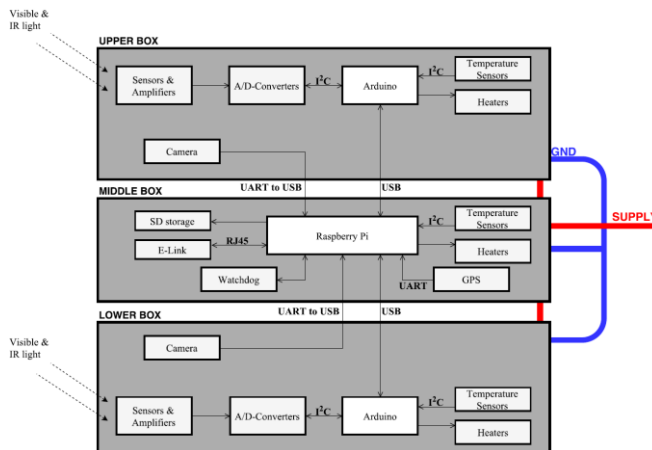 Visible &
IR light
UPPER BOX
Sensors &
Amplifiers
A/D-Converters
I²C
Arduino
I²C
Temperature
Sensors
Heaters
Camera
GND
UART to USB
USB
MIDDLE BOX
SD storage
E-Link
RJ45
Raspberry Pi
I²C
Temperature
Sensors
Heaters
SUPPLY
Watchdog
UART
GPS
UART to USB
USB
LOWER BOX
Visible &
IR light
Camera
Sensors &
Amplifiers
A/D-Converters
I²C
Arduino
I²C
Temperature
Sensors
Heaters